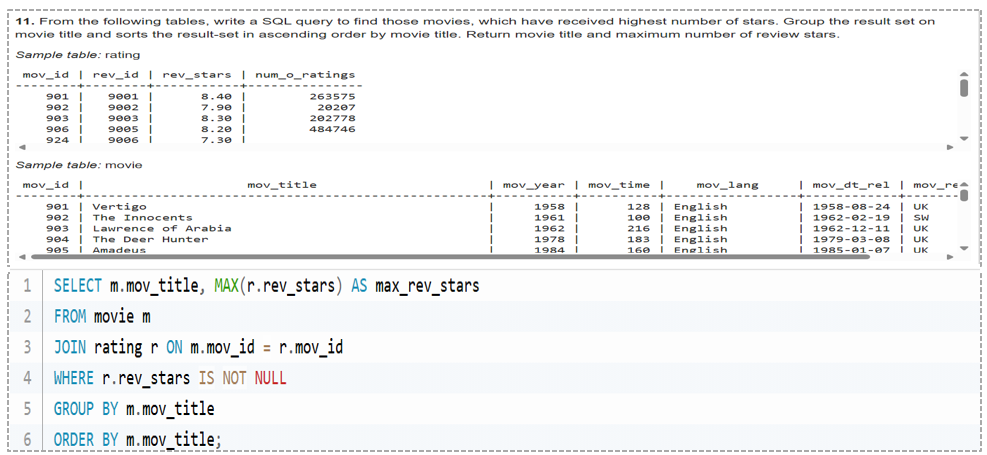 11. From the following tables, write a SQL query to find those movies, which have received highest number of stars. Group the result set on
movie title and sorts the result-set in ascending order by movie title. Return movie title and maximum number of review stars.
Sample table: rating
mov_id | rev_id | rev_stars | num_o_ratings
901 | 9001 | 8.40 | 263575
902 | 9002 | 7.90 | 20207
903 | 9003 | 8.30 | 202778
906 | 9005 | 8.20 | 484746
924 | 9006 | 7.30 |
Sample table: movie
mov_id | mov_title | mov_year | mov_time | mov_lang | mov_dt_rel | mov_re
901 | Vertigo | 1958 | 128 | English | 1958-08-24 | UK
902 | The Innocents | 1961 | 100 | English | 1962-02-19 | SW
903 | Lawrence of Arabia | 1962 | 216 | English | 1962-12-11 | UK
904 | The Deer Hunter | 1978 | 183 | English | 1979-03-08 | UK
905 | Amadeus | 1984 | 160 | English | 1985-01-07 | UK
1 SELECT m.mov_title, MAX(r.rev_stars) AS max_rev_stars
2 FROM movie m
3 JOIN rating r ON m.mov_id = r.mov_id
4 WHERE r.rev_stars IS NOT NULL
5 GROUP BY m.mov_title
6 ORDER BY m.mov_title;